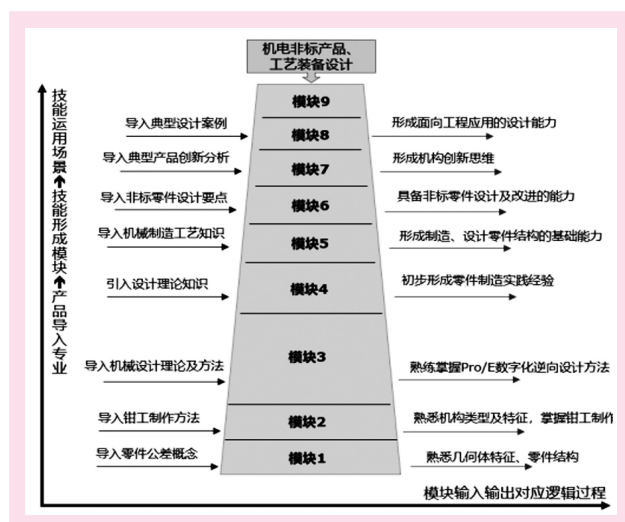 机电非标产品、
工艺装备设计
技能运用场景↑技能形成模块↑产品导入专业
模块9
导入典型设计案例
模块8
形成面向工程应用的设计能力
导入典型产品创新分析
模块7
形成机构创新思维
导入非标零件设计要点
模块6
具备非标零件设计及改进的能力
导入机械制造工艺知识
模块5
形成制造、设计零件结构的基础能力
引入设计理论知识
模块4
初步形成零件制造实践经验
模块3
导入机械设计理论及方法
熟练掌握Pro/E数字化逆向设计方法
导入钳工制作方法
模块2
熟悉机构类型及特征，掌握钳工制作
导入零件公差概念
模块1
熟悉几何体特征、零件结构
模块输入输出对应逻辑过程